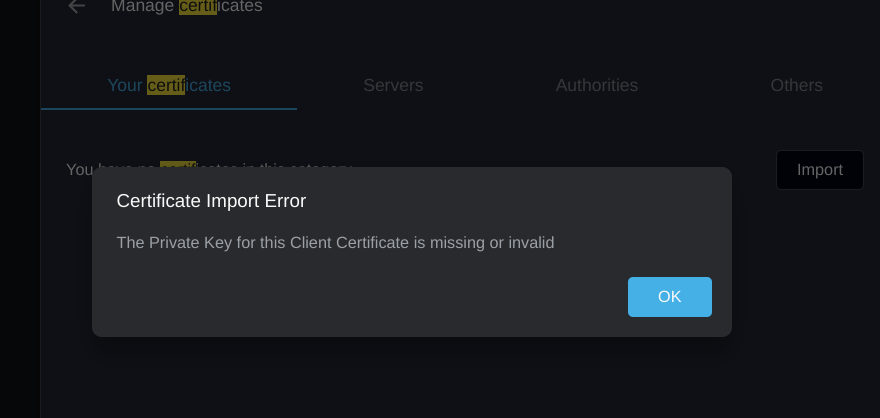 Manage certificates
Your certificates
Servers
Authorities
Others
You have no certificates in this category
Import
Certificate Import Error
The Private Key for this Client Certificate is missing or invalid
OK